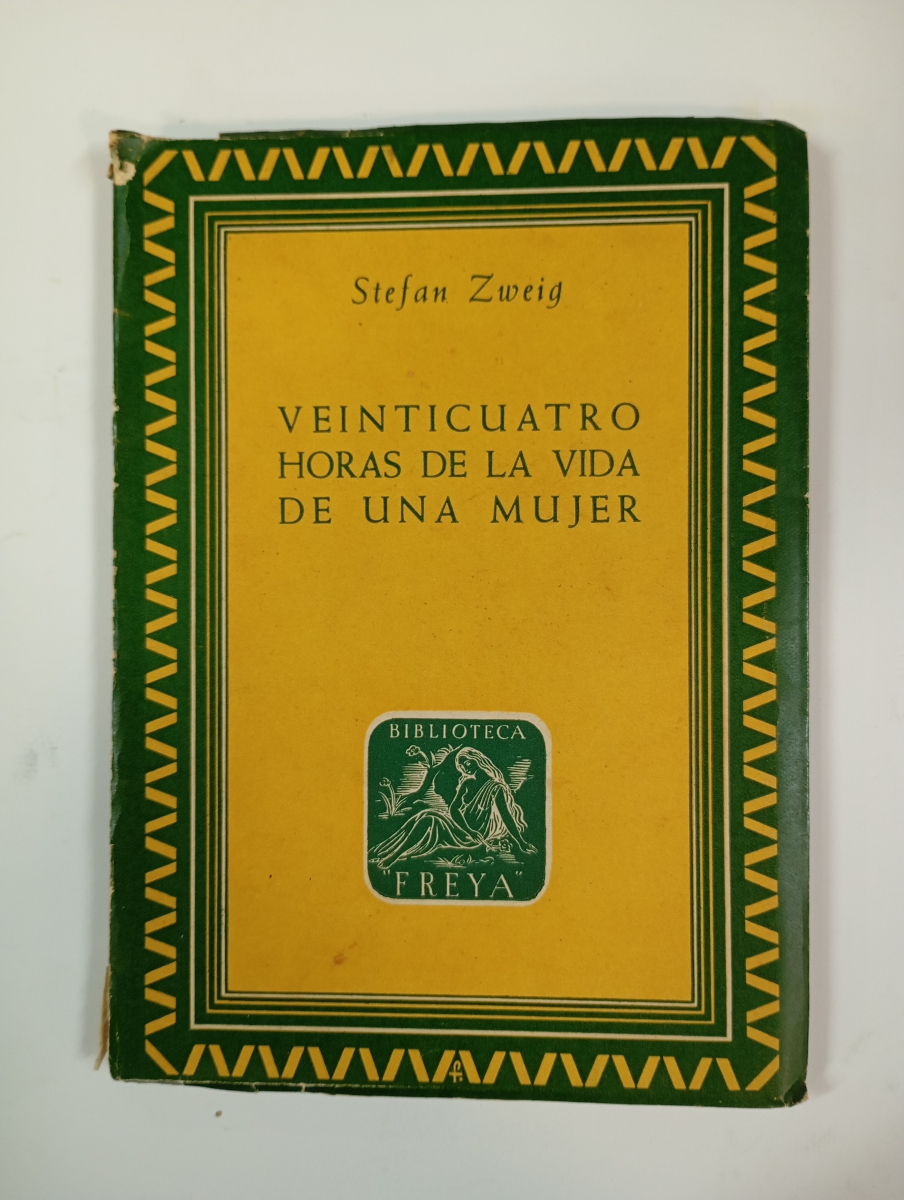 Stefan Zweig
VEINTICUATRO
HORAS DE LA VIDA
DE UNA MUJER
BIBLIOTECA
"FREYA"
f.